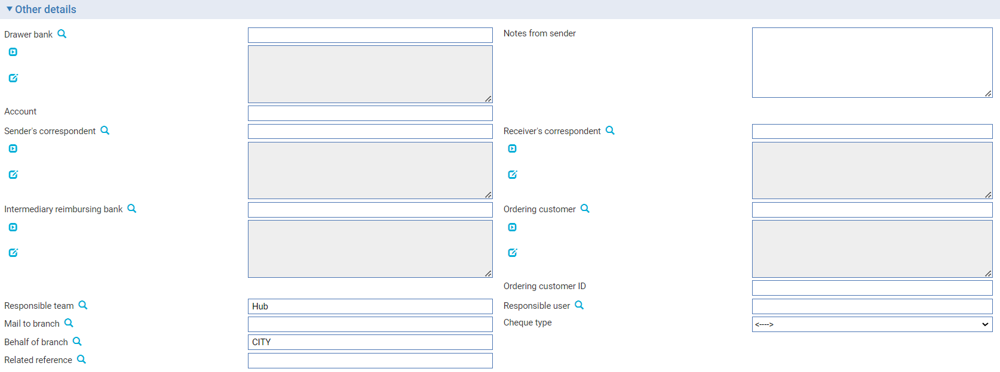 Other details
Drawer bank
Notes from sender
Account
Sender's correspondent
Receiver's correspondent
Intermediary reimbursing bank
Ordering customer
Ordering customer ID
Responsible team
Hub
Responsible user
Mail to branch
Cheque type
<---->
Behalf of branch
CITY
Related reference